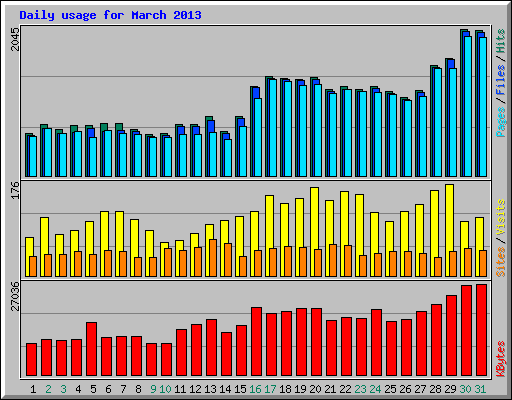 Daily usage for March 2013
2045
Pages / Files / Hits
176
Sites / Visits
27036
KBytes
1 2 3 4 5 6 7 8 9 10 11 12 13 14 15 16 17 18 19 20 21 22 23 24 25 26 27 28 29 30 31